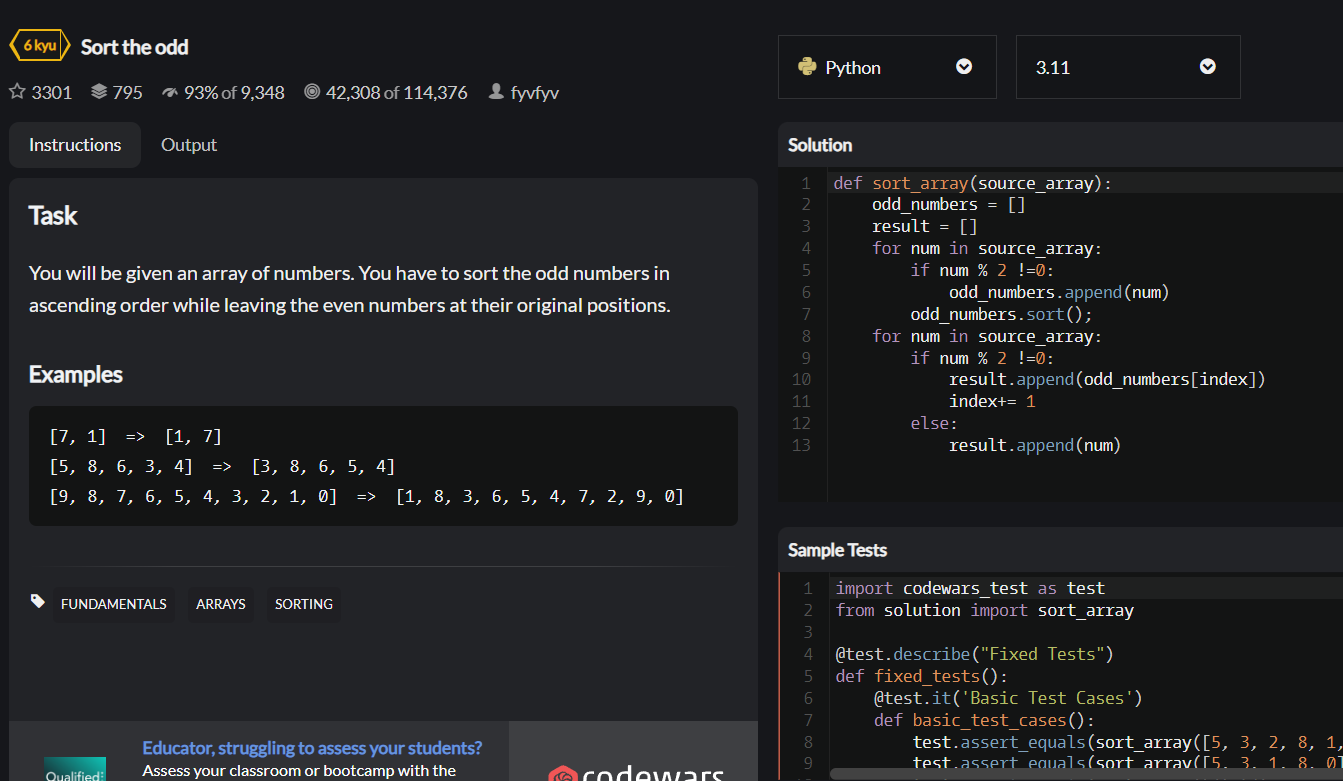 6 kyu Sort the odd
3301 795 93% of 9,348 42,308 of 114,376 fyvfyv
Instructions Output
Task
You will be given an array of numbers. You have to sort the odd numbers in
ascending order while leaving the even numbers at their original positions.
Examples
[7, 1]  =>  [1, 7]
[5, 8, 6, 3, 4]  =>  [3, 8, 6, 5, 4]
[9, 8, 7, 6, 5, 4, 3, 2, 1, 0]  =>  [1, 8, 3, 6, 5, 4, 7, 2, 9, 0]
FUNDAMENTALS ARRAYS SORTING
Educator, struggling to assess your students?
Qualified Assess your classroom or bootcamp with the
codewars
Python 3.11
Solution
1 def sort_array(source_array):
2     odd_numbers = []
3     result = []
4     for num in source_array:
5         if num % 2 !=0:
6             odd_numbers.append(num)
7         odd_numbers.sort();
8     for num in source_array:
9         if num % 2 !=0:
10             result.append(odd_numbers[index])
11             index+= 1
12         else:
13             result.append(num)
Sample Tests
1 import codewars_test as test
2 from solution import sort_array
3
4 @test.describe("Fixed Tests")
5 def fixed_tests():
6     @test.it('Basic Test Cases')
7     def basic_test_cases():
8         test.assert_equals(sort_array([5, 3, 2, 8, 1,
9         test.assert_equals(sort_array([5, 3, 1, 8, 0]